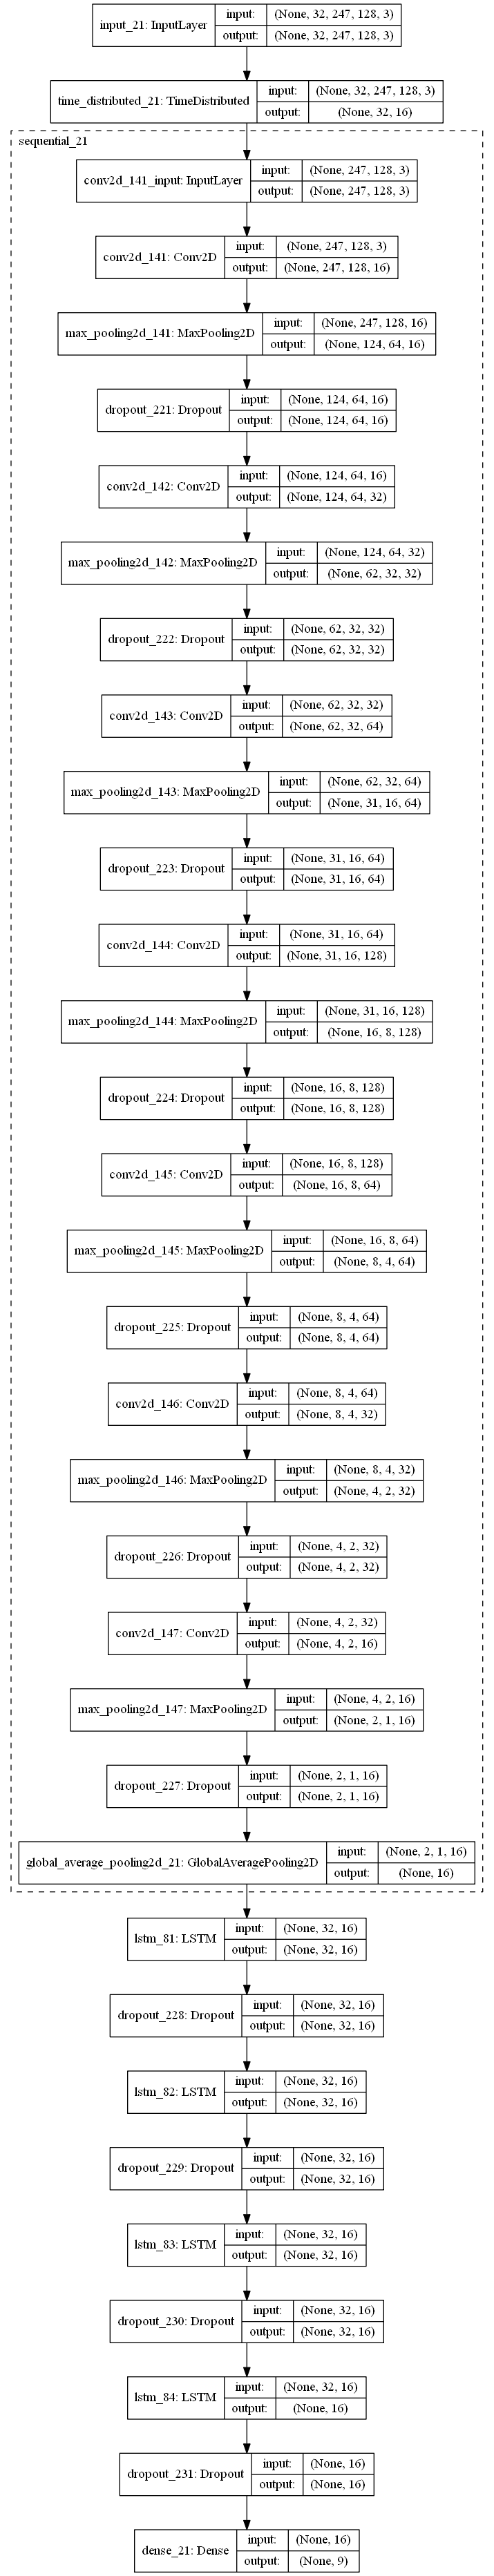 input_21: InputLayer
input:
(None, 32, 247, 128, 3)
output:
(None, 32, 247, 128, 3)
time_distributed_21: TimeDistributed
input:
(None, 32, 247, 128, 3)
output:
(None, 32, 16)
sequential_21
conv2d_141_input: InputLayer
input:
(None, 247, 128, 3)
output:
(None, 247, 128, 3)
conv2d_141: Conv2D
input:
(None, 247, 128, 3)
output:
(None, 247, 128, 16)
max_pooling2d_141: MaxPooling2D
input:
(None, 247, 128, 16)
output:
(None, 124, 64, 16)
dropout_221: Dropout
input:
(None, 124, 64, 16)
output:
(None, 124, 64, 16)
conv2d_142: Conv2D
input:
(None, 124, 64, 16)
output:
(None, 124, 64, 32)
max_pooling2d_142: MaxPooling2D
input:
(None, 124, 64, 32)
output:
(None, 62, 32, 32)
dropout_222: Dropout
input:
(None, 62, 32, 32)
output:
(None, 62, 32, 32)
conv2d_143: Conv2D
input:
(None, 62, 32, 32)
output:
(None, 62, 32, 64)
max_pooling2d_143: MaxPooling2D
input:
(None, 62, 32, 64)
output:
(None, 31, 16, 64)
dropout_223: Dropout
input:
(None, 31, 16, 64)
output:
(None, 31, 16, 64)
conv2d_144: Conv2D
input:
(None, 31, 16, 64)
output:
(None, 31, 16, 128)
max_pooling2d_144: MaxPooling2D
input:
(None, 31, 16, 128)
output:
(None, 16, 8, 128)
dropout_224: Dropout
input:
(None, 16, 8, 128)
output:
(None, 16, 8, 128)
conv2d_145: Conv2D
input:
(None, 16, 8, 128)
output:
(None, 16, 8, 64)
max_pooling2d_145: MaxPooling2D
input:
(None, 16, 8, 64)
output:
(None, 8, 4, 64)
dropout_225: Dropout
input:
(None, 8, 4, 64)
output:
(None, 8, 4, 64)
conv2d_146: Conv2D
input:
(None, 8, 4, 64)
output:
(None, 8, 4, 32)
max_pooling2d_146: MaxPooling2D
input:
(None, 8, 4, 32)
output:
(None, 4, 2, 32)
dropout_226: Dropout
input:
(None, 4, 2, 32)
output:
(None, 4, 2, 32)
conv2d_147: Conv2D
input:
(None, 4, 2, 32)
output:
(None, 4, 2, 16)
max_pooling2d_147: MaxPooling2D
input:
(None, 4, 2, 16)
output:
(None, 2, 1, 16)
dropout_227: Dropout
input:
(None, 2, 1, 16)
output:
(None, 2, 1, 16)
global_average_pooling2d_21: GlobalAveragePooling2D
input:
(None, 2, 1, 16)
output:
(None, 16)
lstm_81: LSTM
input:
(None, 32, 16)
output:
(None, 32, 16)
dropout_228: Dropout
input:
(None, 32, 16)
output:
(None, 32, 16)
lstm_82: LSTM
input:
(None, 32, 16)
output:
(None, 32, 16)
dropout_229: Dropout
input:
(None, 32, 16)
output:
(None, 32, 16)
lstm_83: LSTM
input:
(None, 32, 16)
output:
(None, 32, 16)
dropout_230: Dropout
input:
(None, 32, 16)
output:
(None, 32, 16)
lstm_84: LSTM
input:
(None, 32, 16)
output:
(None, 16)
dropout_231: Dropout
input:
(None, 16)
output:
(None, 16)
dense_21: Dense
input:
(None, 16)
output:
(None, 9)